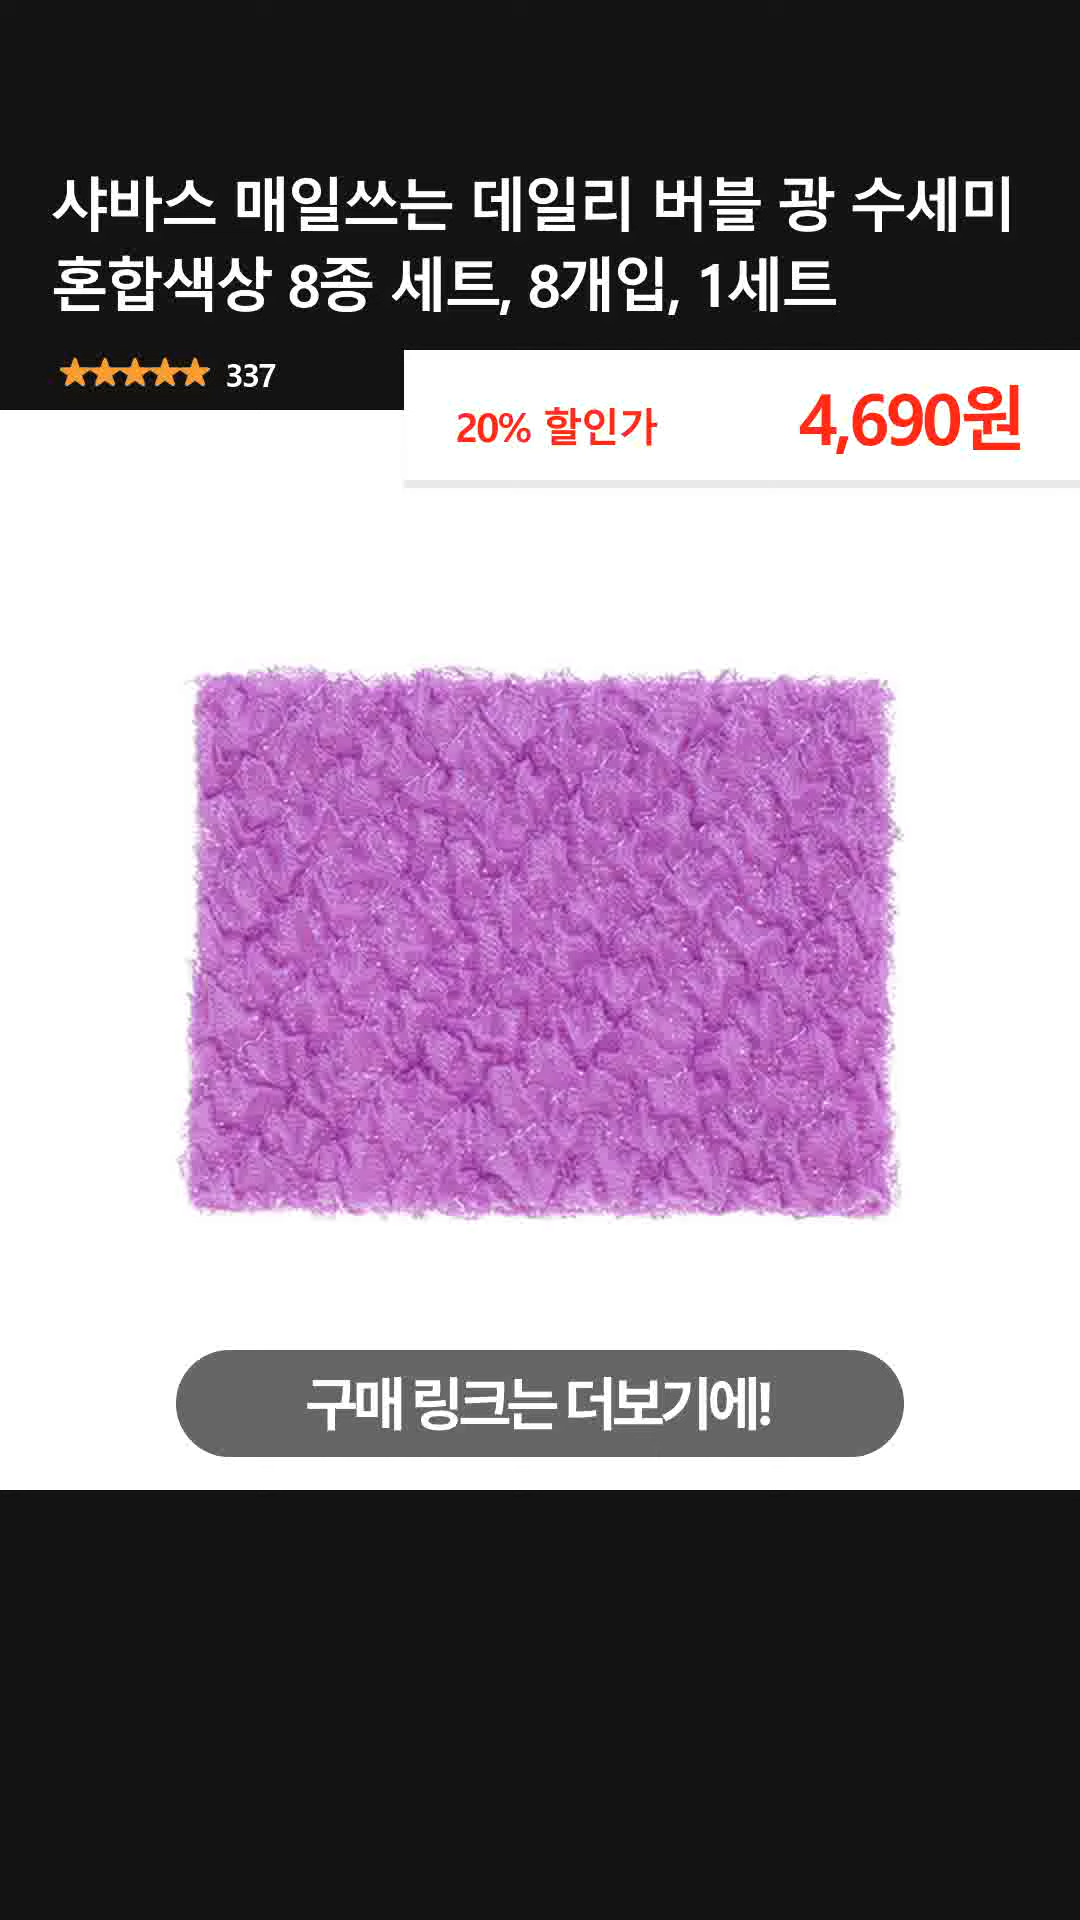 샤바스 매일쓰는 데일리 버블 광 수세미
혼합색상 8종 세트, 8개입, 1세트
337
20% 할인가
4,690원
구매 링크는 더보기에!